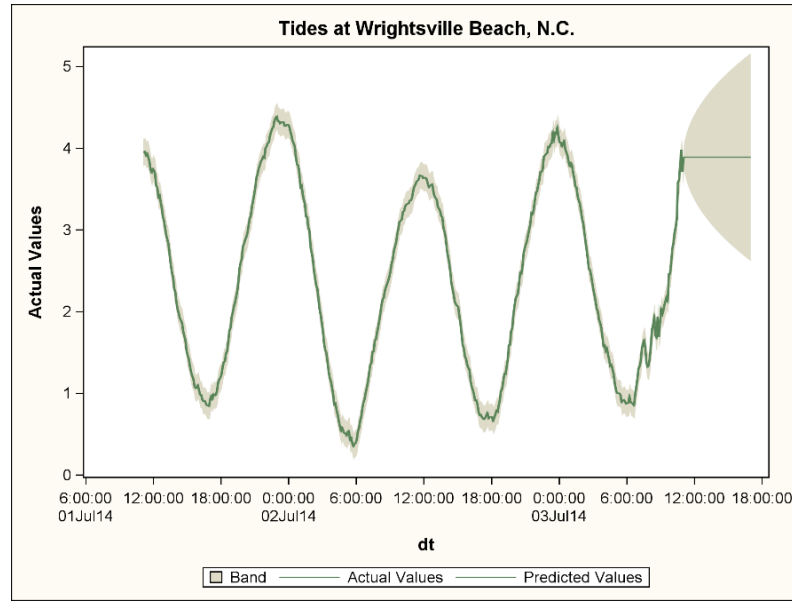 Tides at Wrightsville Beach, N.C.
5
4
3
2
1
0
Actual Values
6:00:00 12:00:00 18:00:00 0:00:00 6:00:00 12:00:00 18:00:00 0:00:00 6:00:00 12:00:00 18:00:00
01Jul14 02Jul14 03Jul14
dt
Band Actual Values Predicted Values